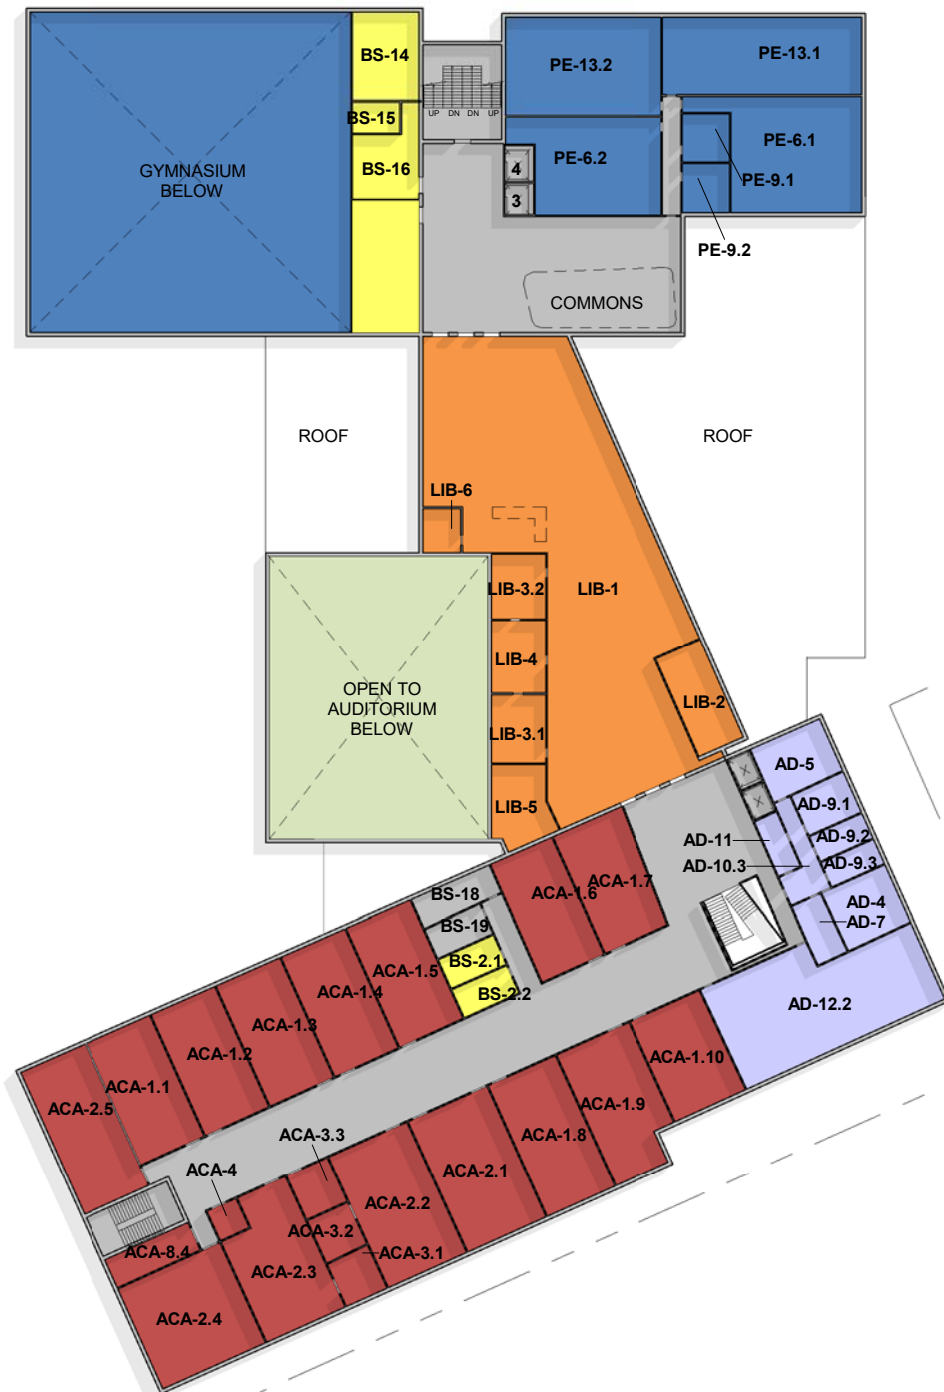 BS-14
PE-13.2
PE-13.1
UP DN DN UP
BS-15
PE-6.1
GYMNASIUM
BELOW
BS-16
4
PE-6.2
PE-9.1
3
PE-9.2
COMMONS
ROOF
ROOF
LIB-6
LIB-3.2
LIB-1
LIB-4
OPEN TO
AUDITORIUM
BELOW
LIB-2
LIB-3.1
AD-5
LIB-5
AD-9.1
AD-11
AD-9.2
AD-10.3
AD-9.3
ACA-1.7
ACA-1.6
BS-18
AD-4
AD-7
BS-19
BS-2.1
ACA-1.5
BS-2.2
ACA-1.4
AD-12.2
ACA-1.3
ACA-1.2
ACA-1.10
ACA-1.1
ACA-2.5
ACA-1.9
ACA-1.8
ACA-3.3
ACA-4
ACA-2.1
ACA-2.2
ACA-3.2
ACA-8.4
ACA-3.1
ACA-2.3
ACA-2.4